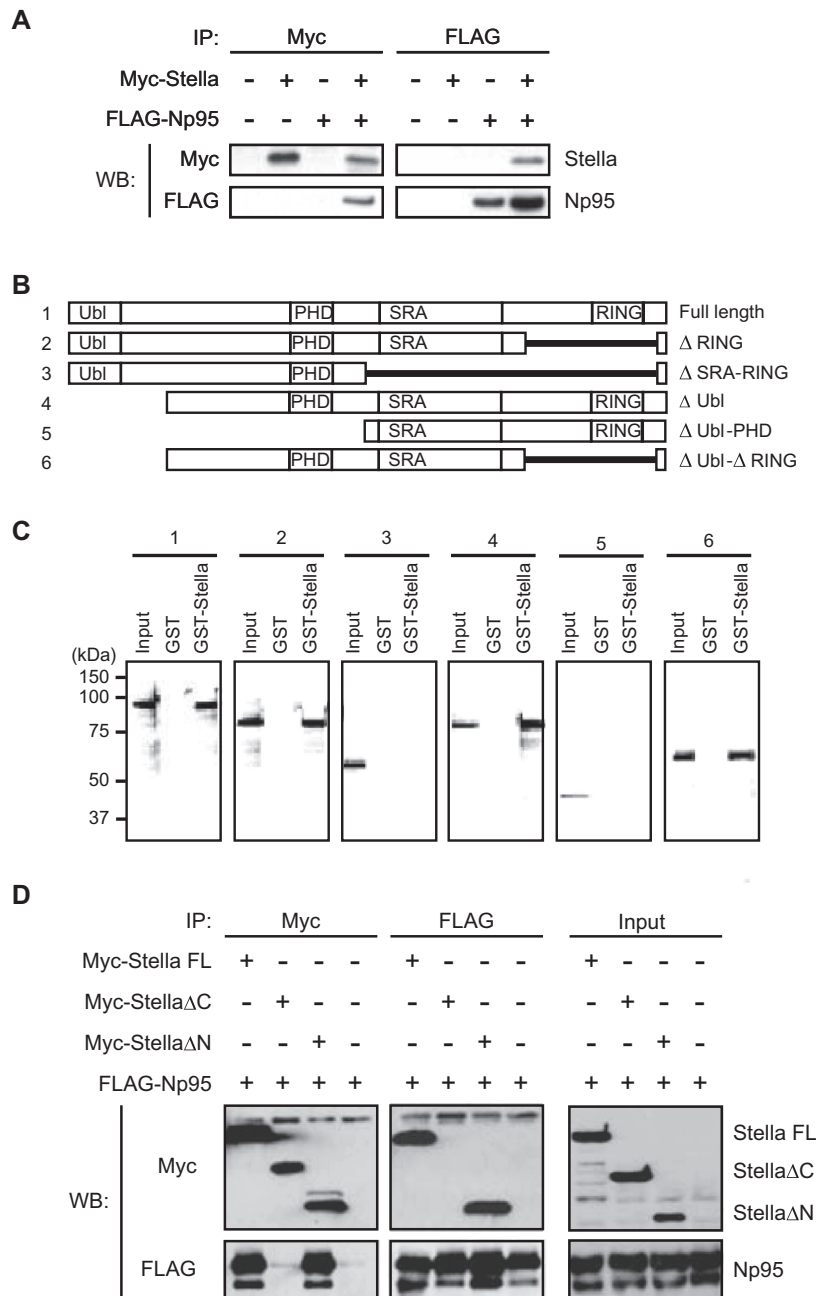 A
IP: Myc FLAG
Myc-Stella - + - + - + - +
FLAG-Np95 - - + + - - + +
WB: Myc Stella
FLAG Np95
B
1 Ubl PHD SRA RING Full length
2 Ubl PHD SRA Δ RING
3 Ubl PHD Δ SRA-RING
4 PHD SRA RING Δ Ubl
5 SRA RING Δ Ubl-PHD
6 PHD SRA Δ Ubl-Δ RING
C
1 2 3 4 5 6
Input GST GST-Stella Input GST GST-Stella Input GST GST-Stella Input GST GST-Stella Input GST GST-Stella Input GST GST-Stella
(kDa)
150
100
75
50
37
D
IP: Myc FLAG Input
Myc-Stella FL + - - - + - - - + - - -
Myc-StellaΔC - + - - - + - - - + - -
Myc-StellaΔN - - + - - - + - - - + -
FLAG-Np95 + + + + + + + + + + + +
WB: Myc Stella FL
StellaΔC
StellaΔN
FLAG Np95